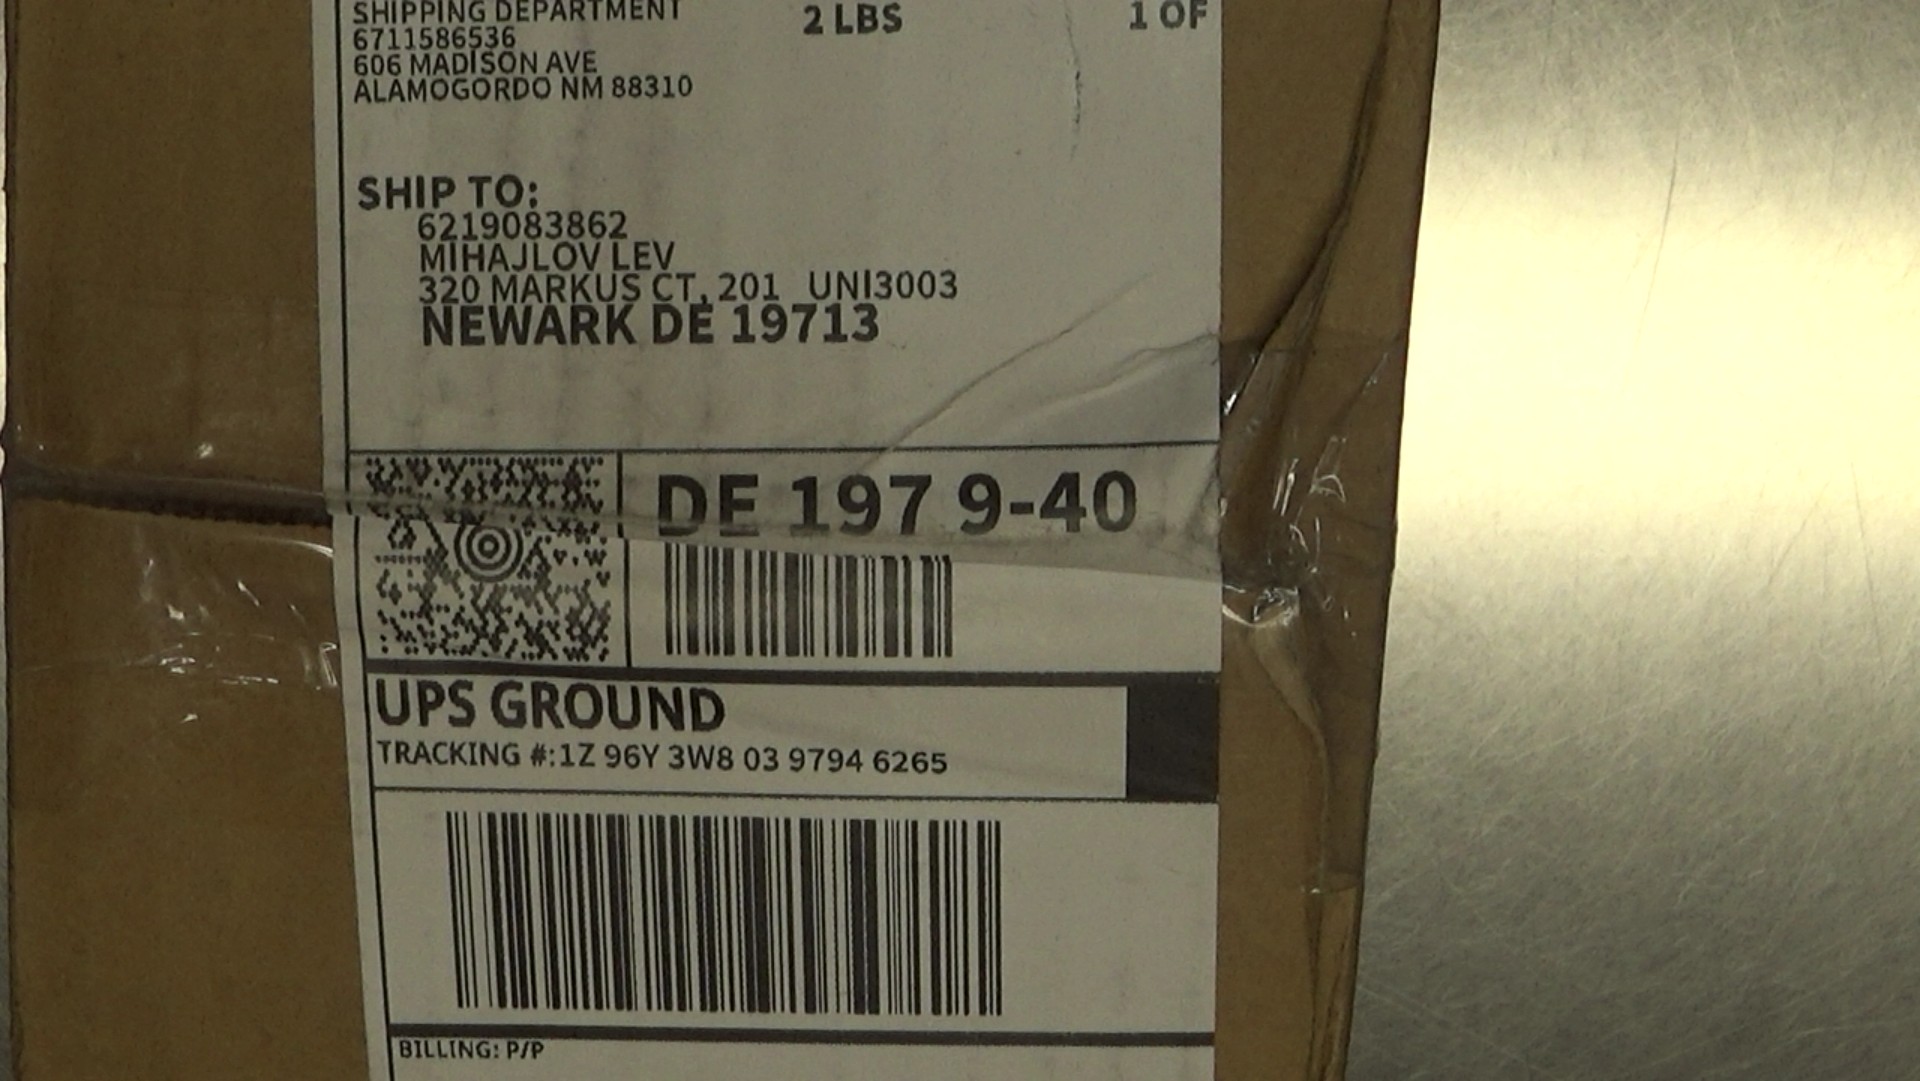 SHIPPING DEPARTMENT
6711586536
606 MADISON AVE
ALAMOGORDO NM 88310
2 LBS
1 OF
SHIP TO:
6219083862
MIHAJLOV LEV
320 MARKUS CT, 201 UNI3003
NEWARK DE 19713
DE 197 9-40
UPS GROUND
TRACKING #:1Z 96Y 3W8 03 9794 6265
BILLING: P/P